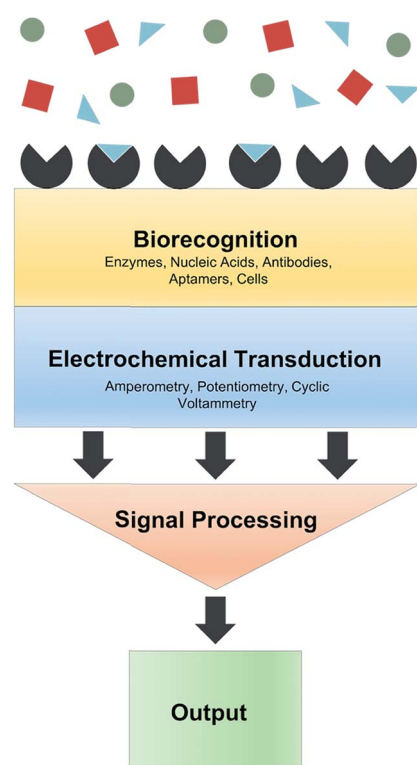 Biorecognition
Enzymes, Nucleic Acids, Antibodies,
Aptamers, Cells
Electrochemical Transduction
Amperometry, Potentiometry, Cyclic
Voltammetry
Signal Processing
Output